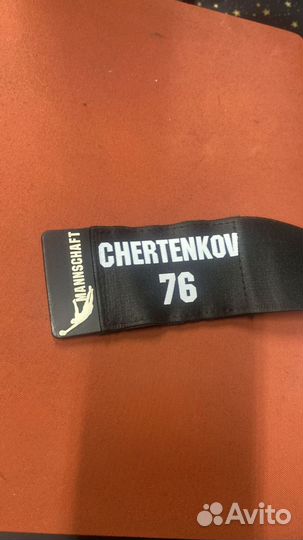 MANNSCHAFT
CHERTENKOV
76
Avito